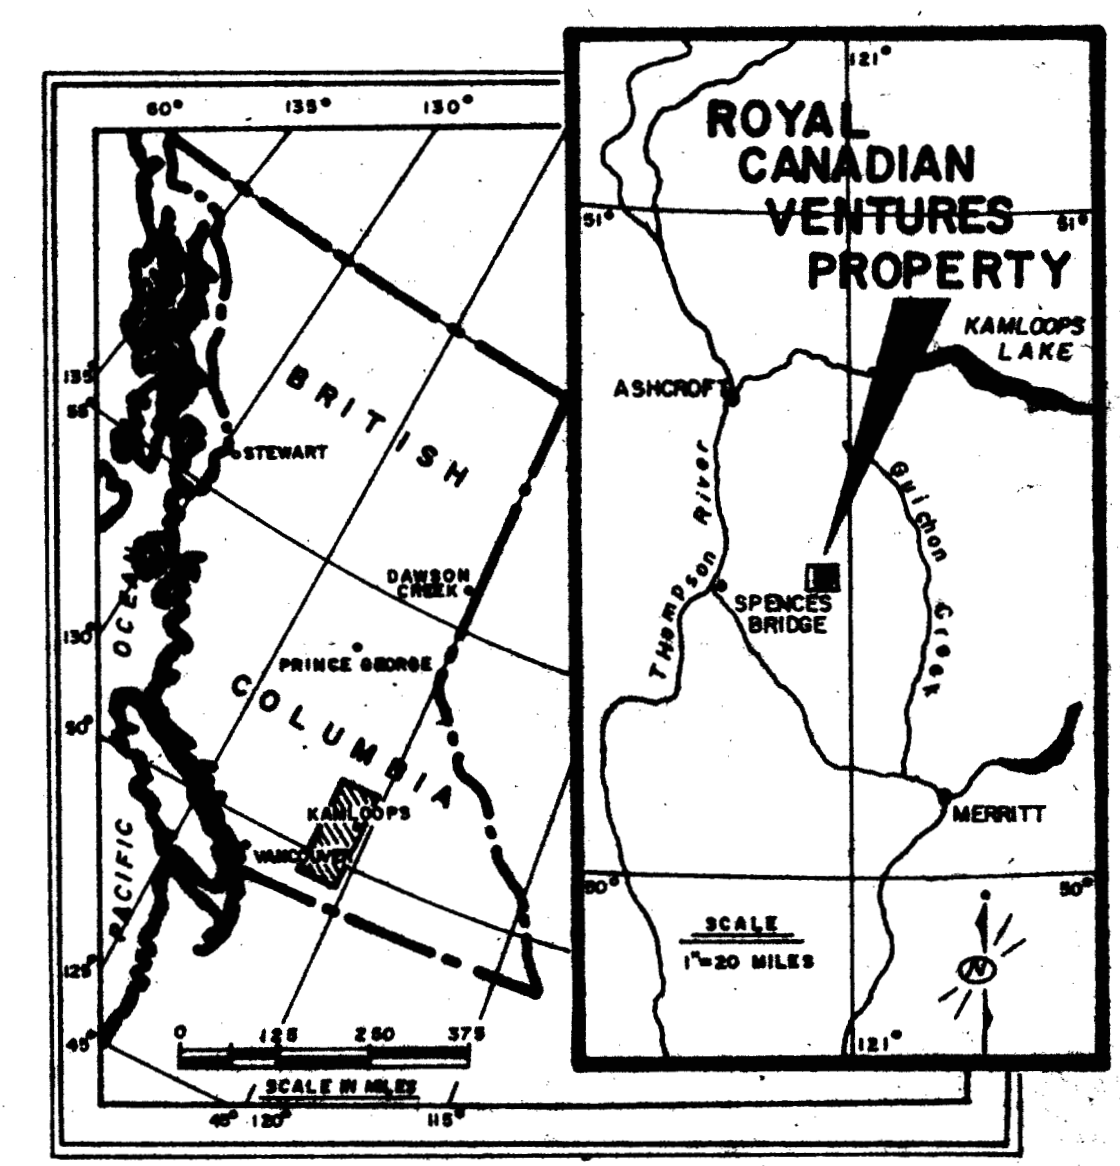 60° 135° 130°
135°
55°
130°
50°
125°
45°
45° 120° 115°
BRITISH
COLUMBIA
STEWART
DAWSON
CREEK
PRINCE GEORGE
KAMLOOPS
VANCOUVER
PACIFIC OCEAN
0 125 250 375
SCALE IN MILES
121°
ROYAL
CANADIAN
VENTURES
PROPERTY
51° 51°
KAMLOOPS
LAKE
ASHCROFT
Thompson River
Guichon Creek
SPENCES
BRIDGE
MERRITT
50° 50°
SCALE
1"=20 MILES
N
121°